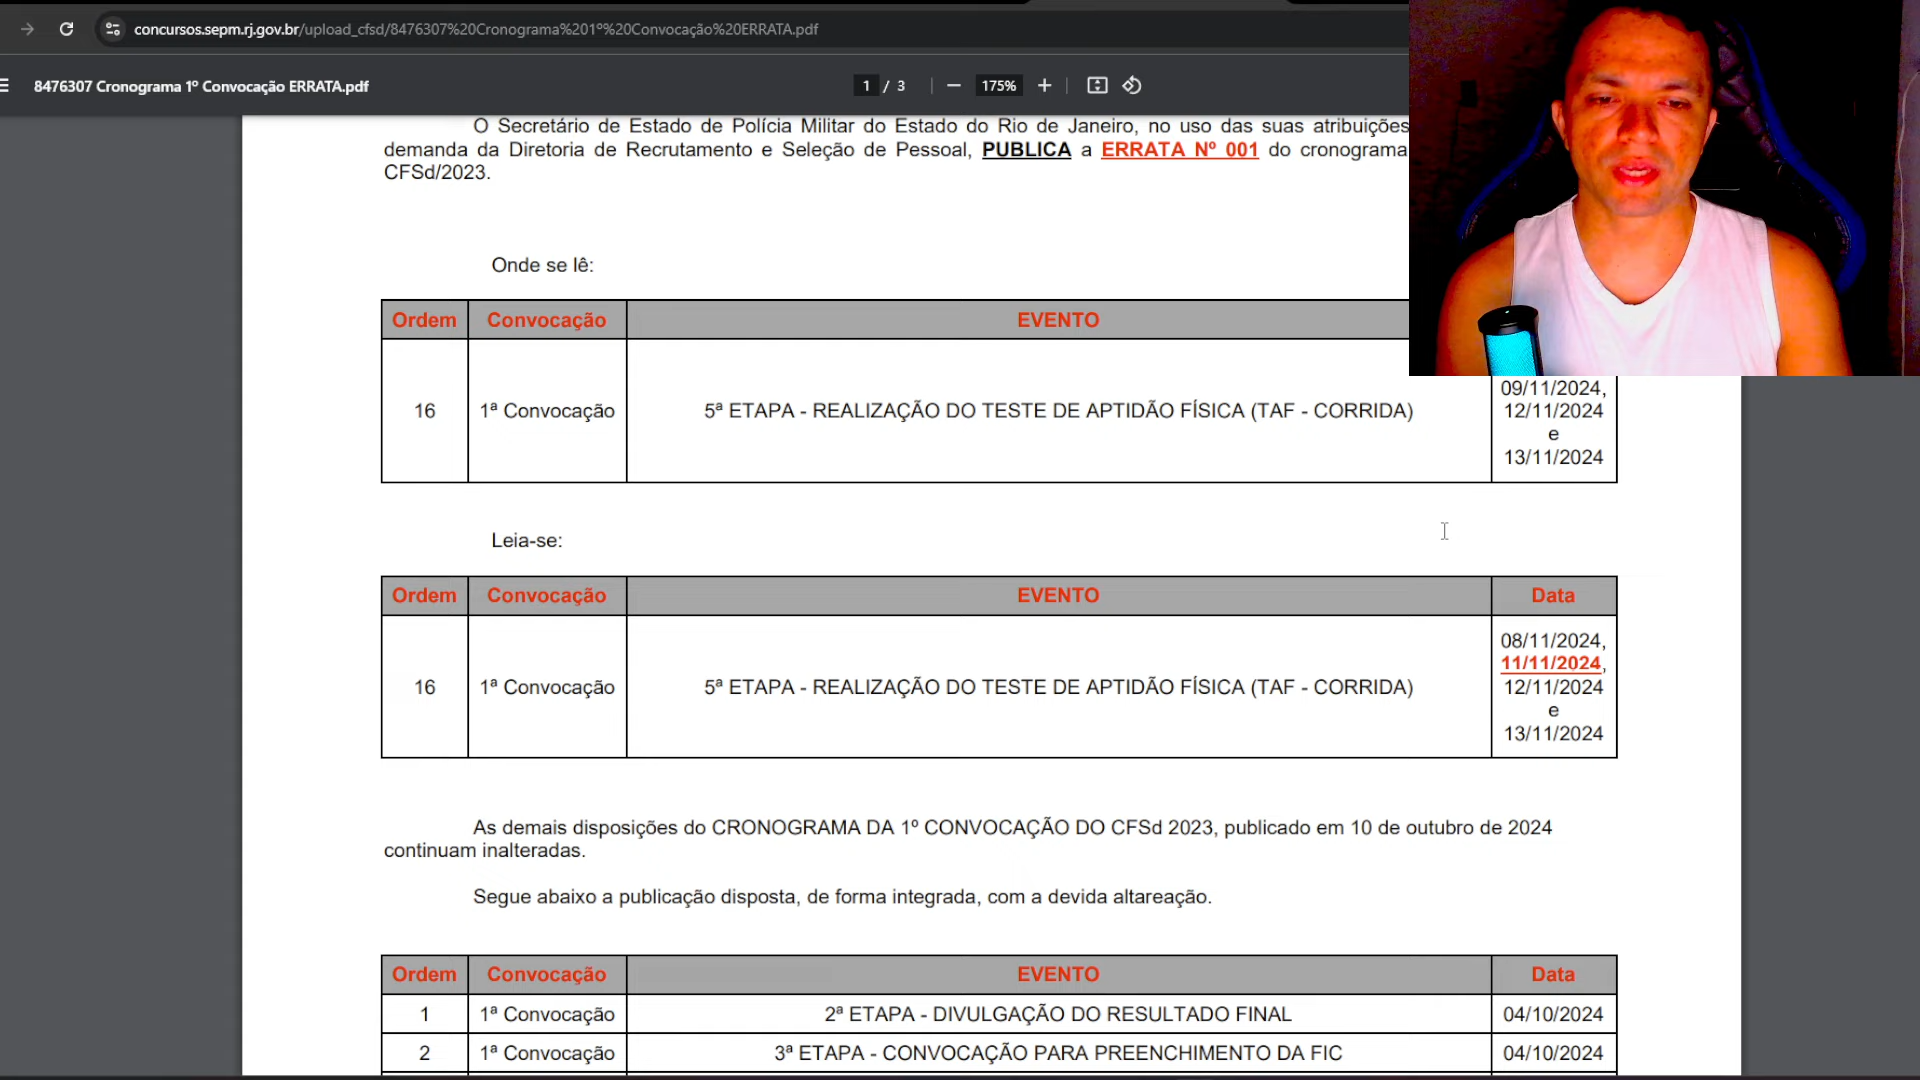 concursos.sepm.rj.gov.br/upload_cfsd/8476307%20Cronograma%201º%20Convocação%20ERRATA.pdf
8476307 Cronograma 1º Convocação ERRATA.pdf
1 / 3
175%
O Secretário de Estado de Polícia Militar do Estado do Rio de Janeiro, no uso das suas atribuições
demanda da Diretoria de Recrutamento e Seleção de Pessoal, PUBLICA a ERRATA Nº 001 do cronograma
CFSd/2023.
Onde se lê:
Ordem Convocação EVENTO
16 1ª Convocação 5ª ETAPA - REALIZAÇÃO DO TESTE DE APTIDÃO FÍSICA (TAF - CORRIDA)
09/11/2024,
12/11/2024
e
13/11/2024
Leia-se:
Ordem Convocação EVENTO Data
16 1ª Convocação 5ª ETAPA - REALIZAÇÃO DO TESTE DE APTIDÃO FÍSICA (TAF - CORRIDA)
08/11/2024,
11/11/2024,
12/11/2024
e
13/11/2024
As demais disposições do CRONOGRAMA DA 1º CONVOCAÇÃO DO CFSd 2023, publicado em 10 de outubro de 2024
continuam inalteradas.
Segue abaixo a publicação disposta, de forma integrada, com a devida altareação.
Ordem Convocação EVENTO Data
1 1ª Convocação 2ª ETAPA - DIVULGAÇÃO DO RESULTADO FINAL 04/10/2024
2 1ª Convocação 3ª ETAPA - CONVOCAÇÃO PARA PREENCHIMENTO DA FIC 04/10/2024